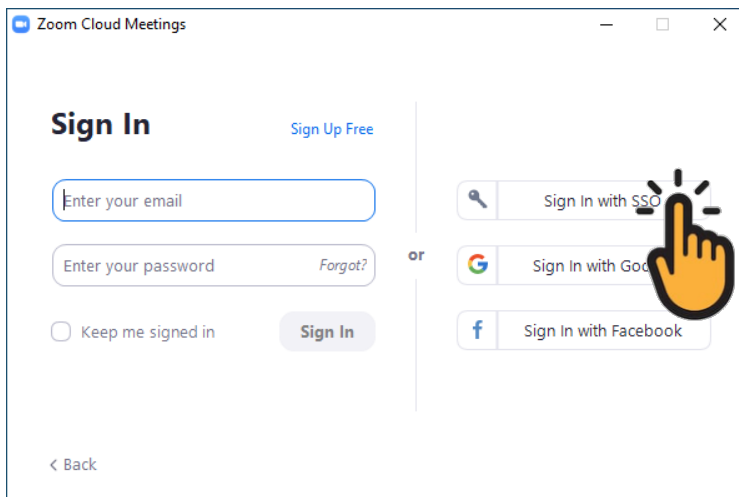 Zoom Cloud Meetings
Sign In
Sign Up Free
Enter your email
Enter your password
Forgot?
Keep me signed in
Sign In
or
Sign In with SSO
Sign In with
Sign In with Facebook
< Back